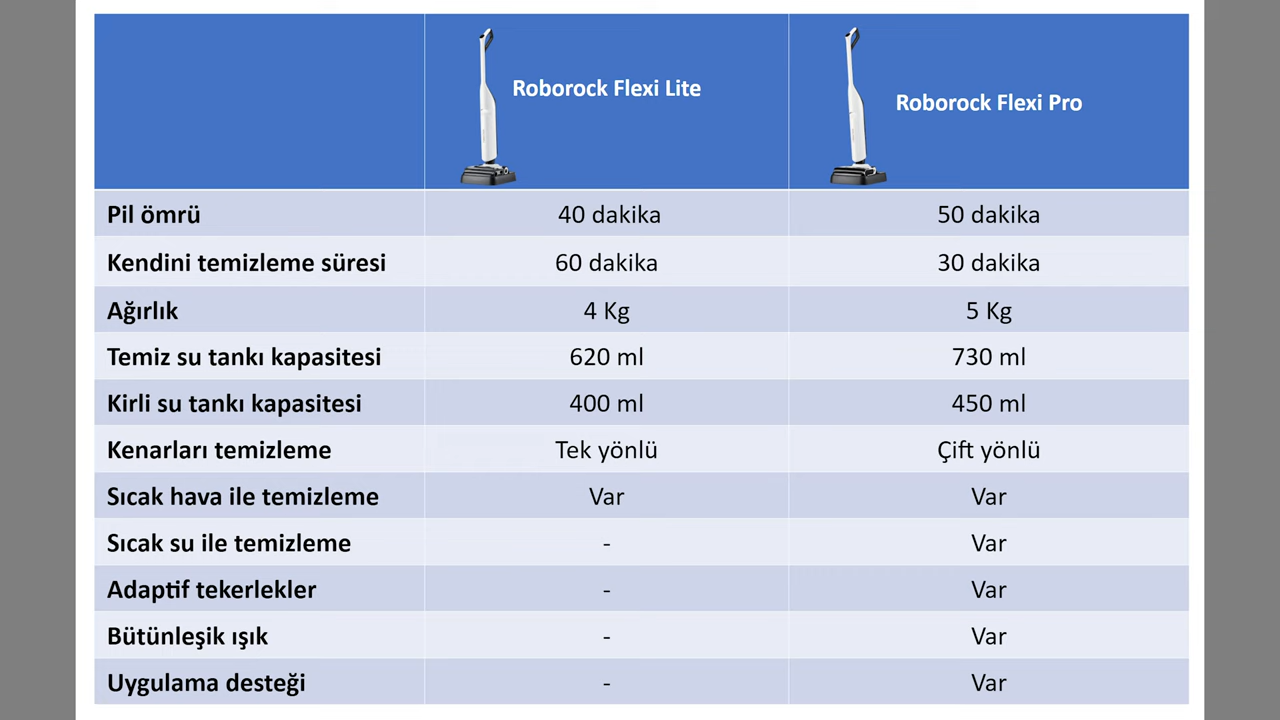 Roborock Flexi Lite
Roborock Flexi Pro
Pil ömrü 40 dakika 50 dakika
Kendini temizleme süresi 60 dakika 30 dakika
Ağırlık 4 Kg 5 Kg
Temiz su tankı kapasitesi 620 ml 730 ml
Kirli su tankı kapasitesi 400 ml 450 ml
Kenarları temizleme Tek yönlü Çift yönlü
Sıcak hava ile temizleme Var Var
Sıcak su ile temizleme - Var
Adaptif tekerlekler - Var
Bütünleşik ışık - Var
Uygulama desteği - Var